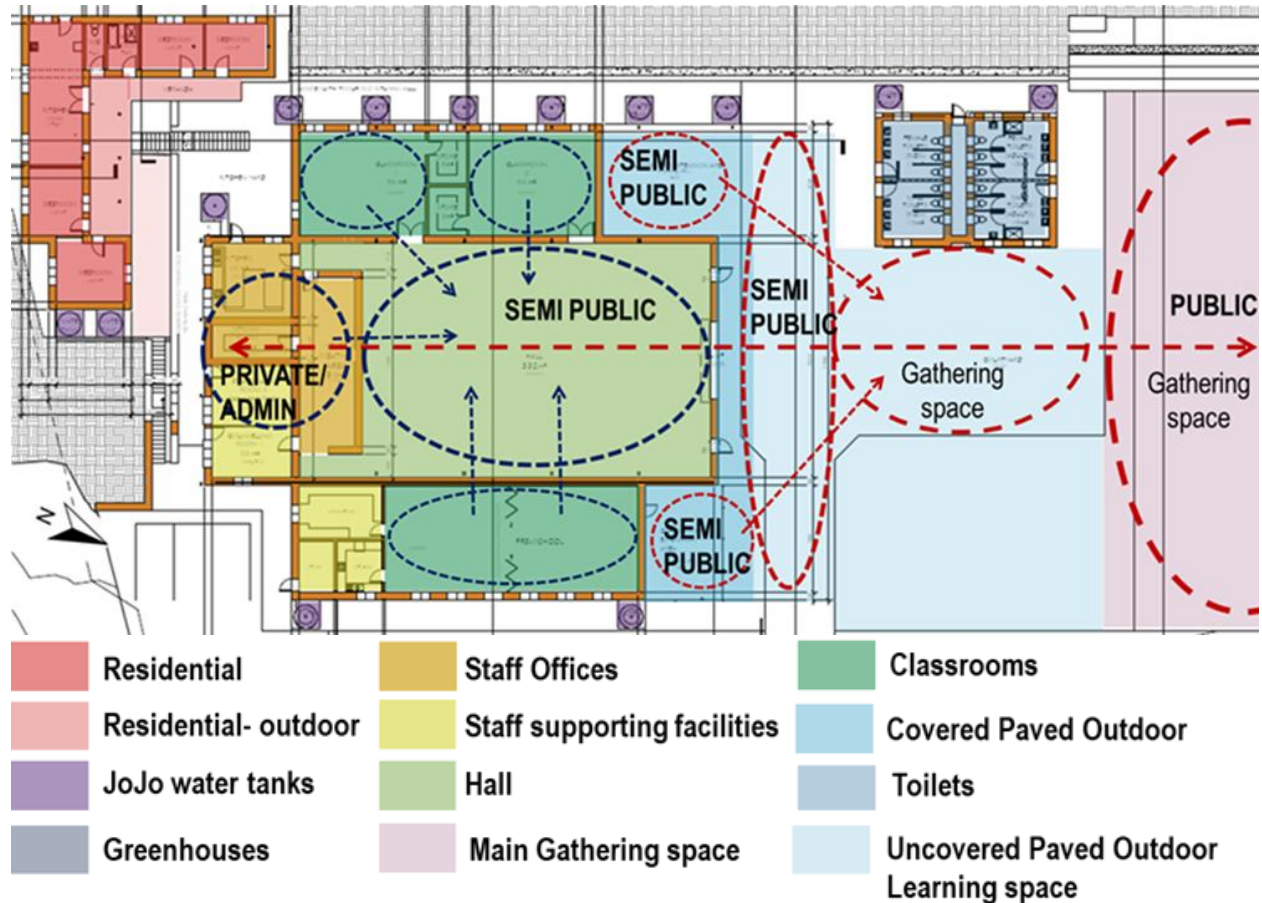 SEMI
PUBLIC
SEMI PUBLIC
SEMI
PUBLIC
PUBLIC
PRIVATE/
ADMIN
Gathering
space
Gathering
space
SEMI
PUBLIC
N
PRESCHOOL
Residential
Staff Offices
Classrooms
Residential- outdoor
Staff supporting facilities
Covered Paved Outdoor
JoJo water tanks
Hall
Toilets
Greenhouses
Main Gathering space
Uncovered Paved Outdoor
Learning space